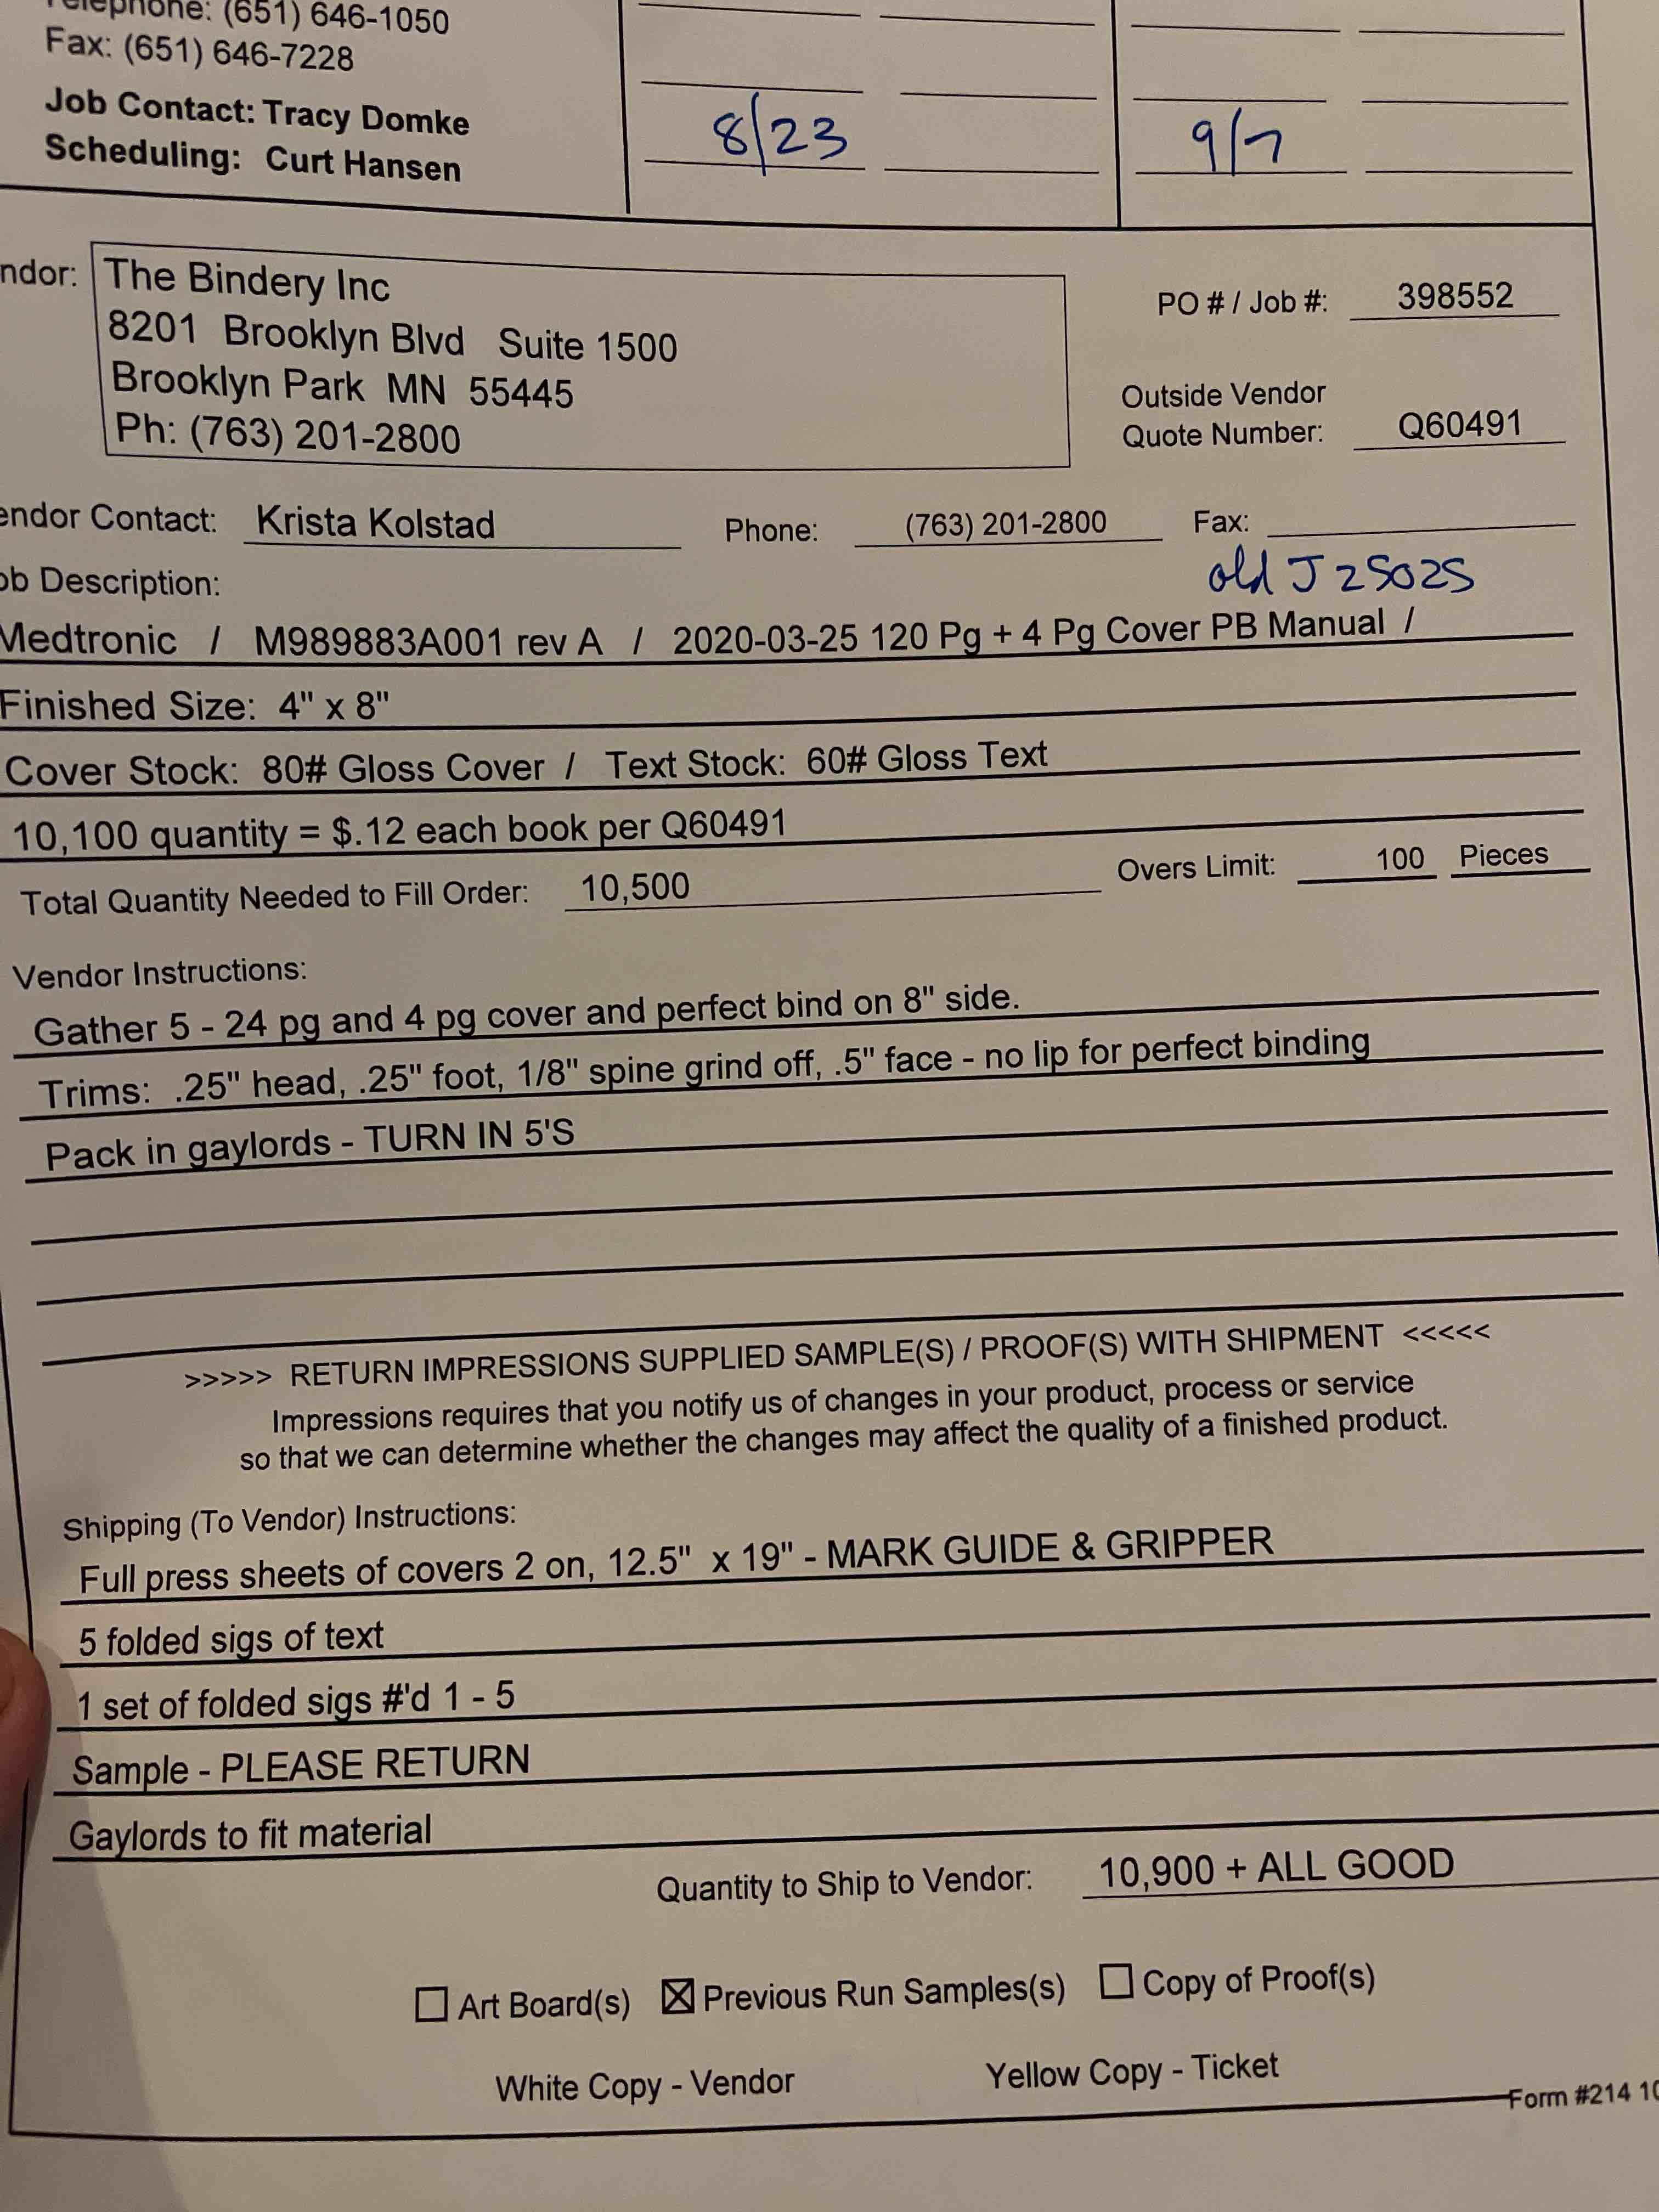 Telephone: (651) 646-1050
Fax: (651) 646-7228
Job Contact: Tracy Domke
Scheduling: Curt Hansen
8/23
9/7
ndor:
The Bindery Inc
8201 Brooklyn Blvd Suite 1500
Brooklyn Park MN 55445
Ph: (763) 201-2800
PO # / Job #: 398552
Outside Vendor
Quote Number: Q60491
endor Contact: Krista Kolstad Phone: (763) 201-2800 Fax:
old J25025
ob Description:
Medtronic / M989883A001 rev A / 2020-03-25 120 Pg + 4 Pg Cover PB Manual /
Finished Size: 4" x 8"
Cover Stock: 80# Gloss Cover / Text Stock: 60# Gloss Text
10,100 quantity = $.12 each book per Q60491
Total Quantity Needed to Fill Order: 10,500 Overs Limit: 100 Pieces
Vendor Instructions:
Gather 5 - 24 pg and 4 pg cover and perfect bind on 8" side.
Trims: .25" head, .25" foot, 1/8" spine grind off, .5" face - no lip for perfect binding
Pack in gaylords - TURN IN 5'S
>>>>> RETURN IMPRESSIONS SUPPLIED SAMPLE(S) / PROOF(S) WITH SHIPMENT <<<<<
Impressions requires that you notify us of changes in your product, process or service
so that we can determine whether the changes may affect the quality of a finished product.
Shipping (To Vendor) Instructions:
Full press sheets of covers 2 on, 12.5" x 19" - MARK GUIDE & GRIPPER
5 folded sigs of text
1 set of folded sigs #'d 1 - 5
Sample - PLEASE RETURN
Gaylords to fit material
Quantity to Ship to Vendor: 10,900 + ALL GOOD
☐ Art Board(s) ☒ Previous Run Samples(s) ☐ Copy of Proof(s)
White Copy - Vendor Yellow Copy - Ticket
Form #214 10